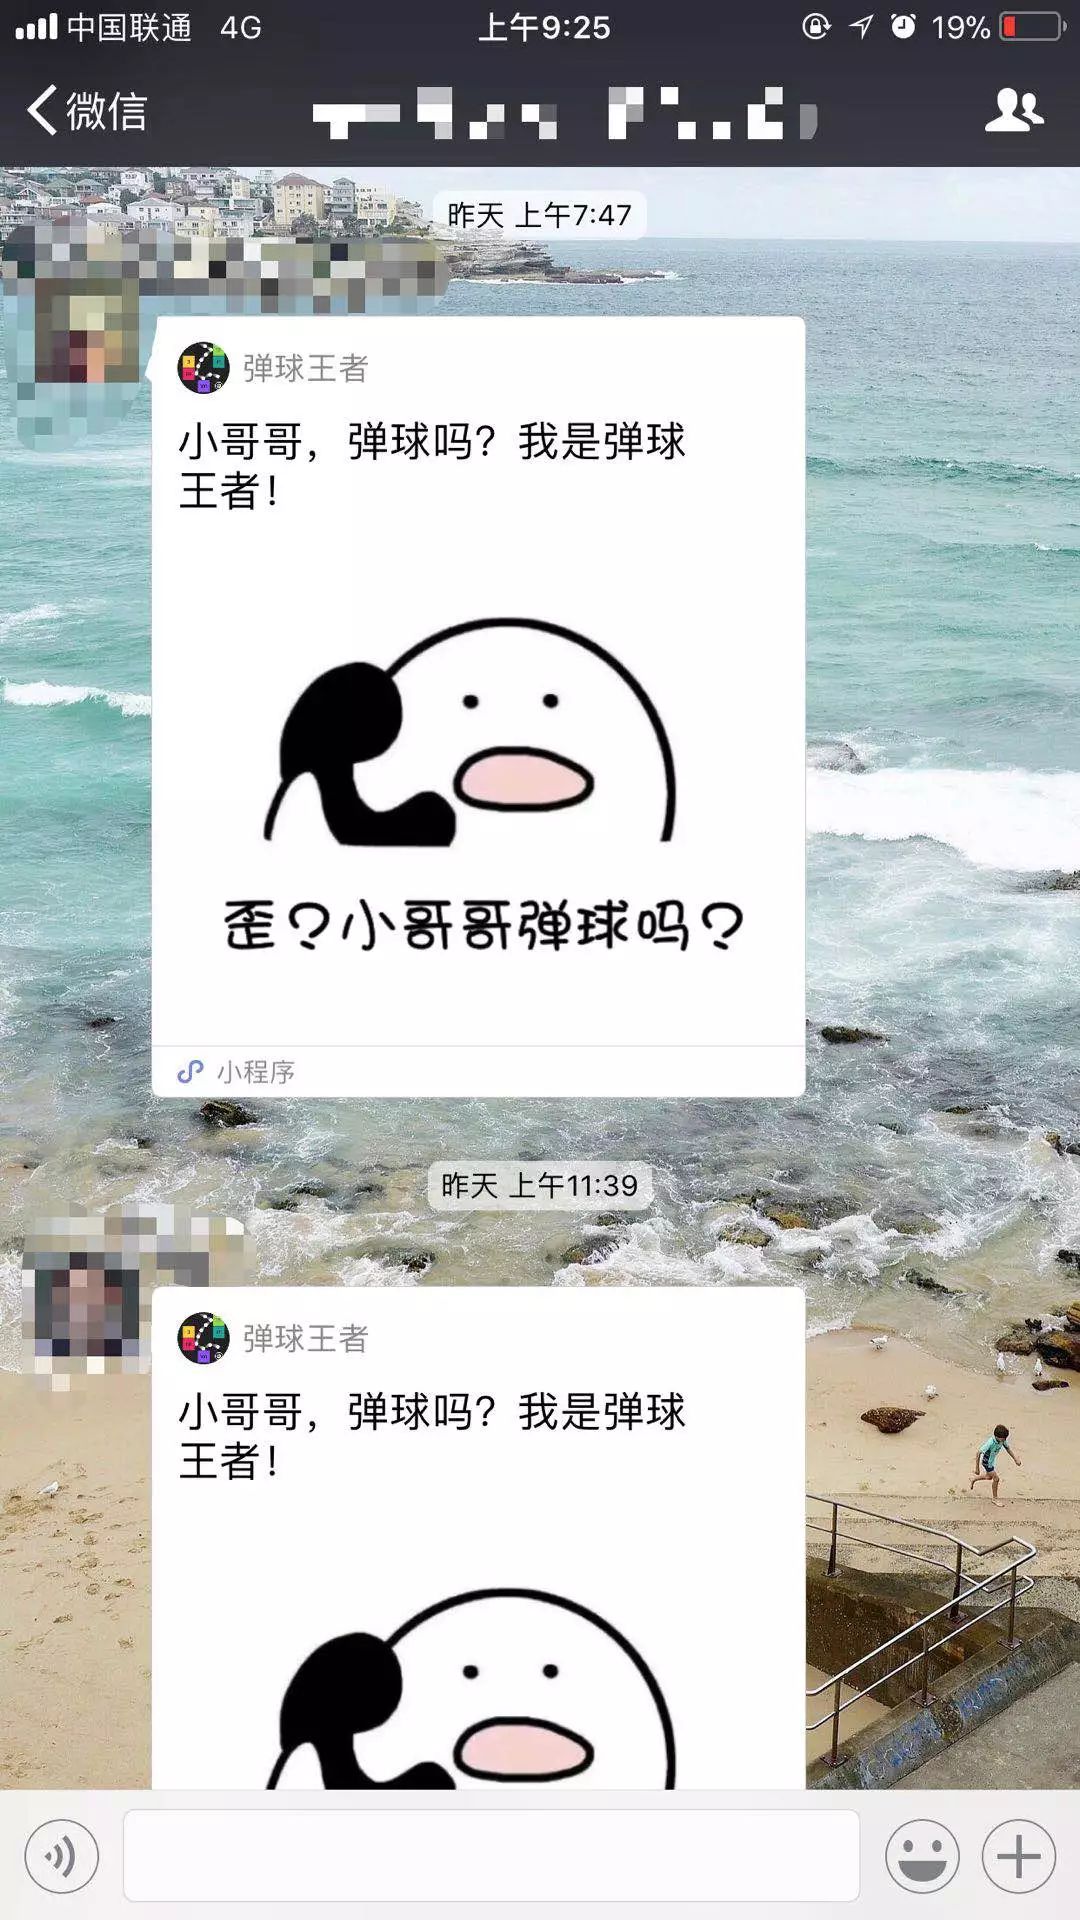 中国联通 4G 上午9:25 19%
微信
昨天 上午7:47
弹球王者
小哥哥，弹球吗？我是弹球
王者！
歪？小哥哥弹球吗？
小程序
昨天 上午11:39
弹球王者
小哥哥，弹球吗？我是弹球
王者！